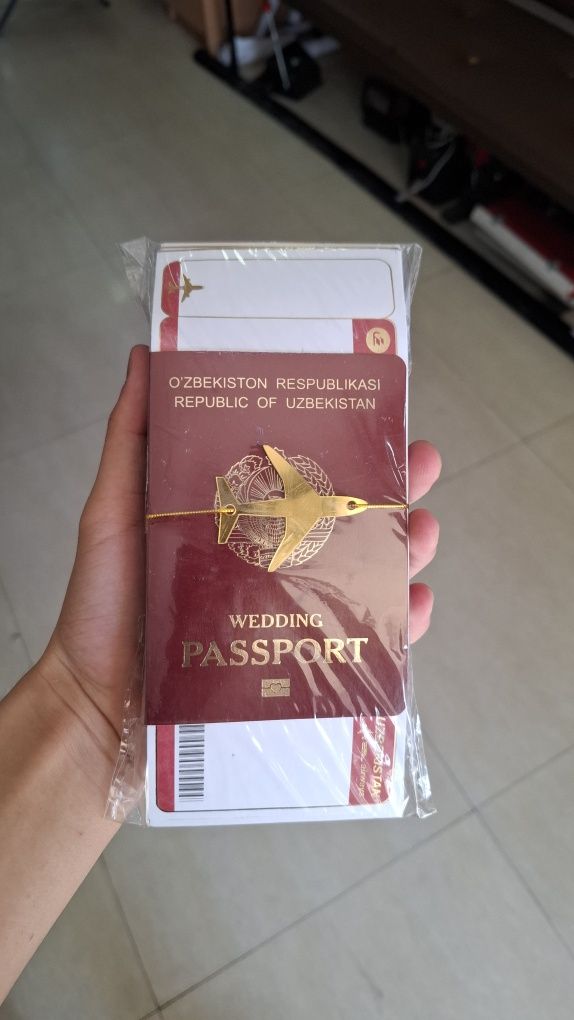 O'ZBEKISTON RESPUBLIKASI
REPUBLIC OF UZBEKISTAN
WEDDING
PASSPORT